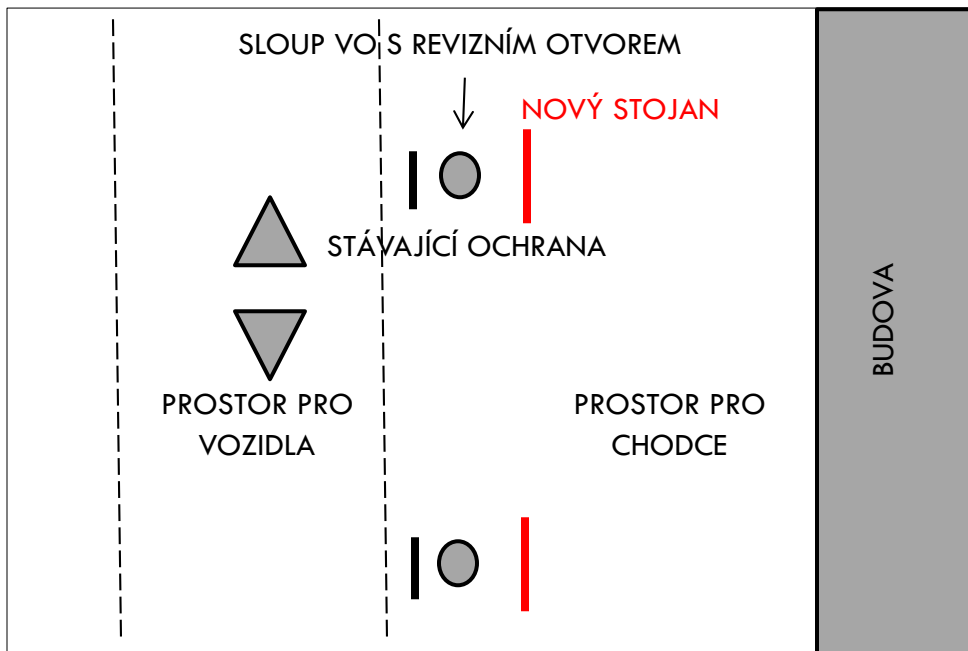 SLOUP VO S REVIZNÍM OTVOREM
NOVÝ STOJAN
STÁVAJÍCÍ OCHRANA
BUDOVA
PROSTOR PRO
VOZIDLA
PROSTOR PRO
CHODCE